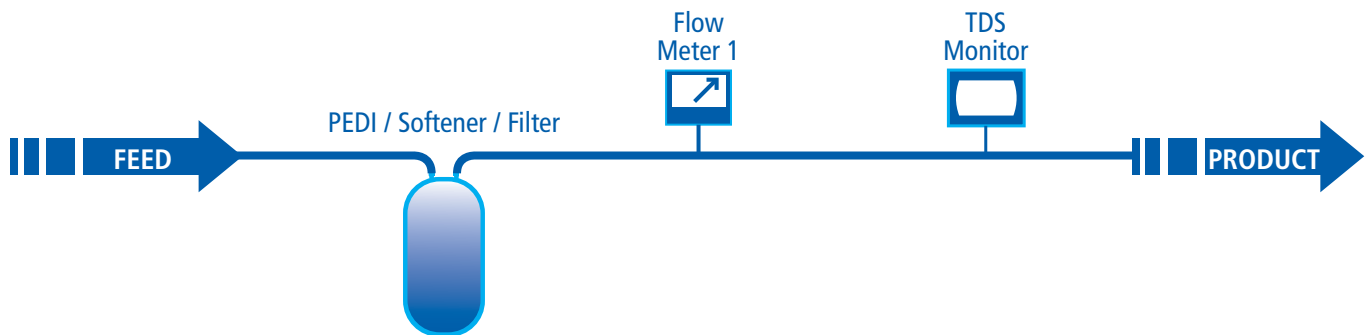 Flow
Meter 1
TDS
Monitor
PEDI / Softener / Filter
FEED
PRODUCT